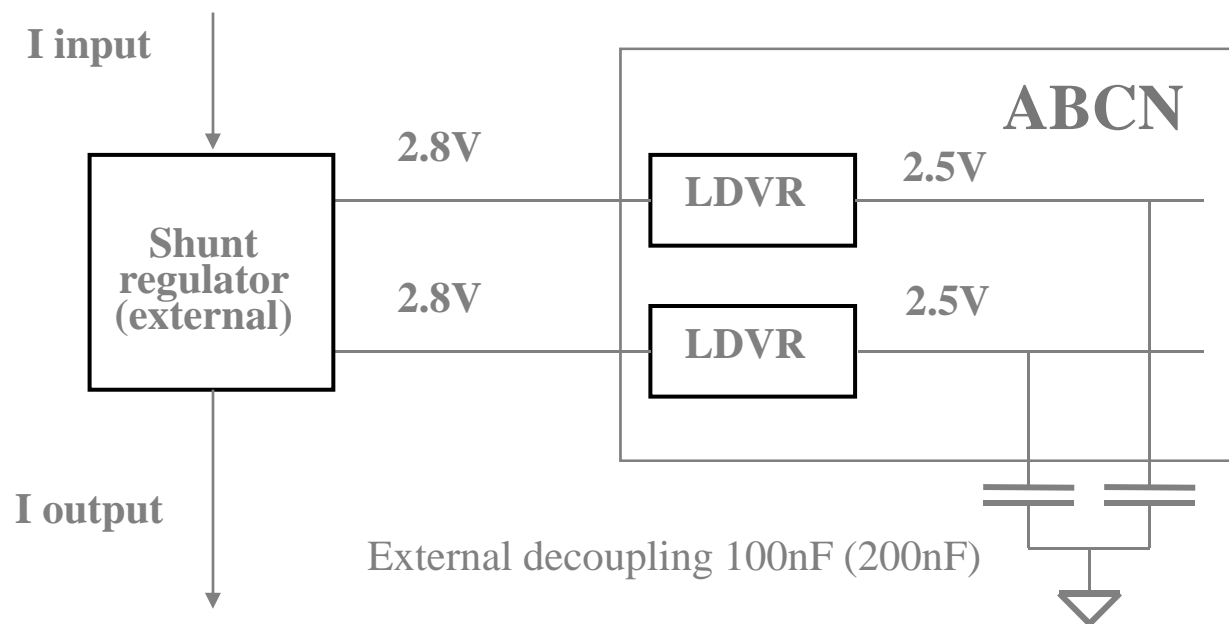 I input
ABCN
2.8V
LDVR
2.5V
Shunt
regulator
(external)
2.8V
LDVR
2.5V
I output
External decoupling 100nF (200nF)